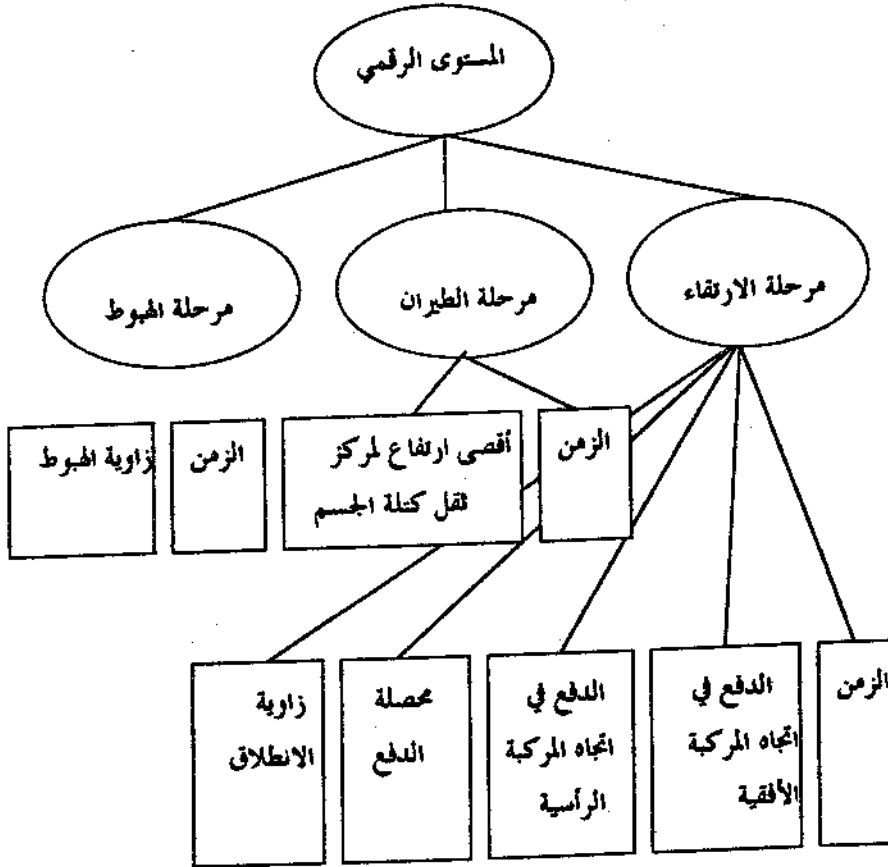 المستوى الرقمي
مرحلة الارتقاء
مرحلة الطيران
مرحلة الهبوط
الزمن
أقصى ارتفاع لمركز
ثقل كتلة الجسم
الزمن
زاوية الهبوط
الزمن
الدفع في
اتجاه المركبة
الأفقية
الدفع في
اتجاه المركبة
الرأسية
محصلة
الدفع
زاوية
الانطلاق